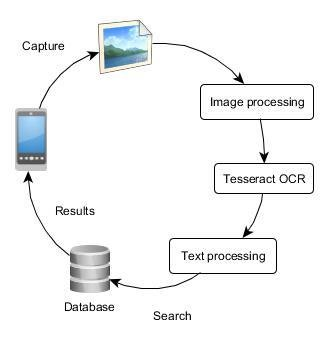 Capture
Image processing
Tesseract OCR
Text processing
Search
Database
Results